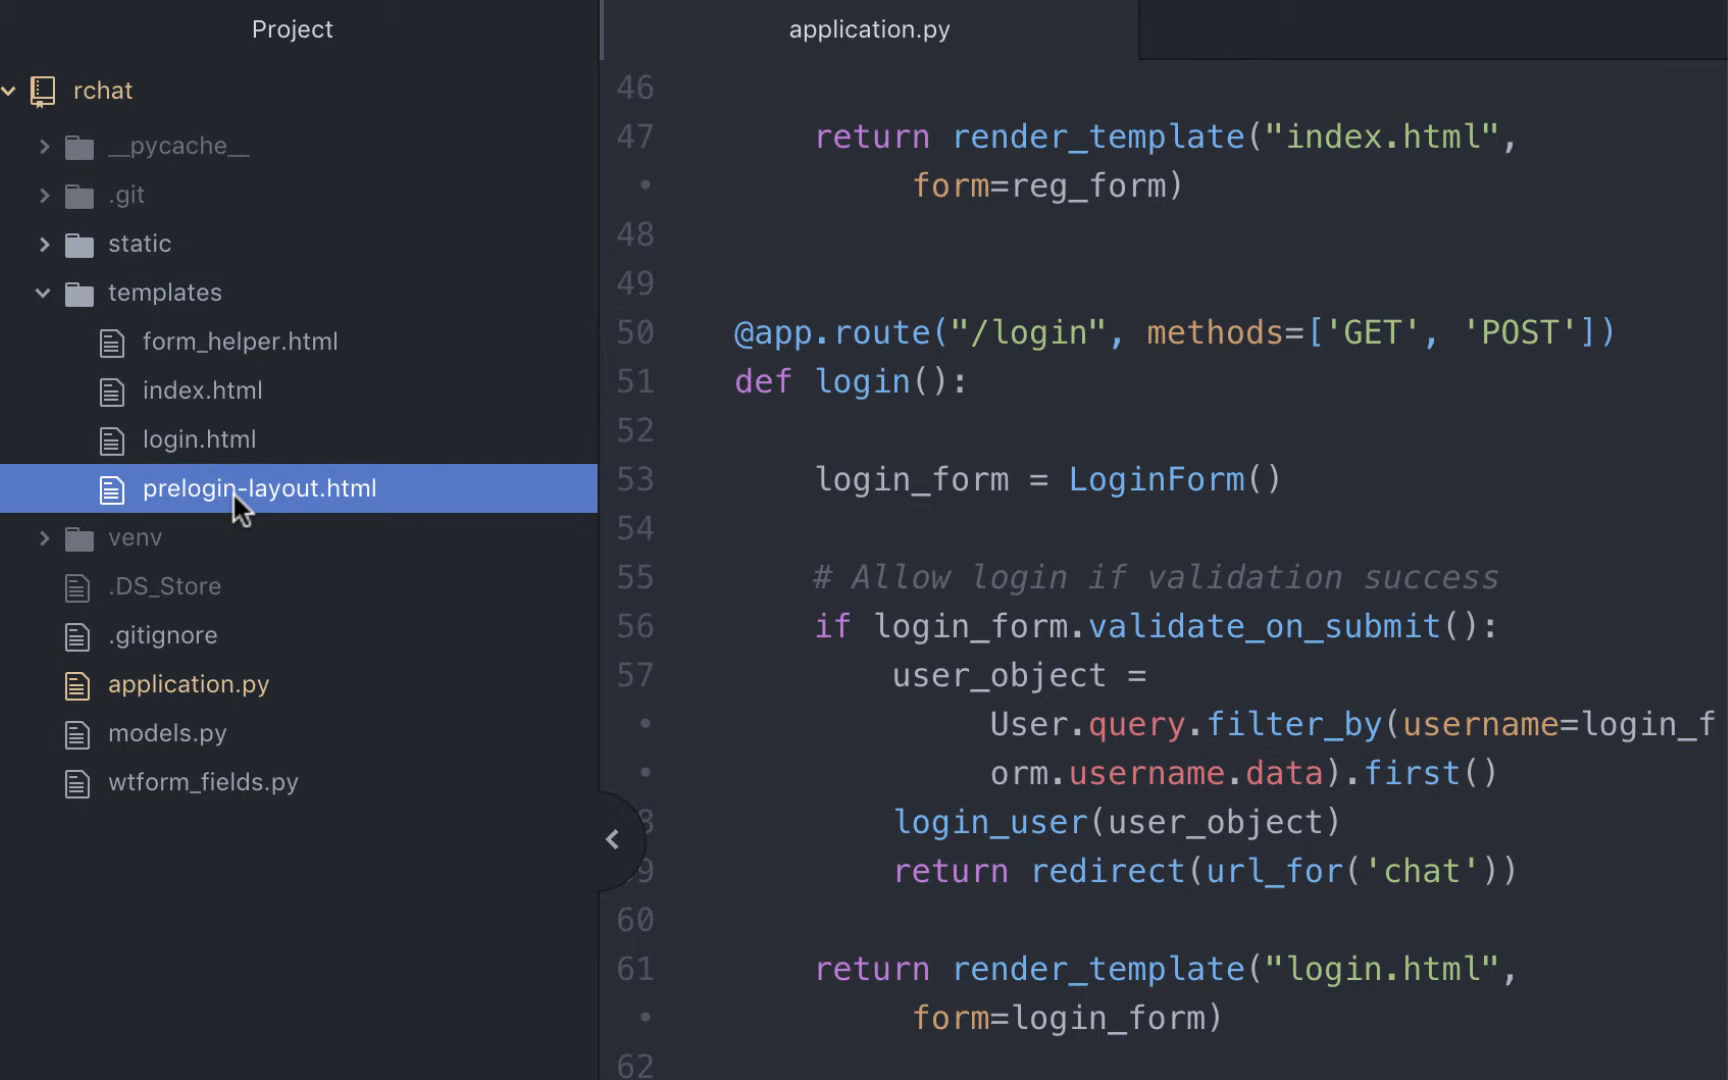 Project
rchat
__pycache__
.git
static
templates
form_helper.html
index.html
login.html
prelogin-layout.html
venv
.DS_Store
.gitignore
application.py
models.py
wtform_fields.py
application.py
46
47 return render_template("index.html",
• form=reg_form)
48
49
50 @app.route("/login", methods=['GET', 'POST'])
51 def login():
52
53 login_form = LoginForm()
54
55 # Allow login if validation success
56 if login_form.validate_on_submit():
57 user_object =
• User.query.filter_by(username=login_f
• orm.username.data).first()
8 login_user(user_object)
9 return redirect(url_for('chat'))
60
61 return render_template("login.html",
• form=login_form)
62